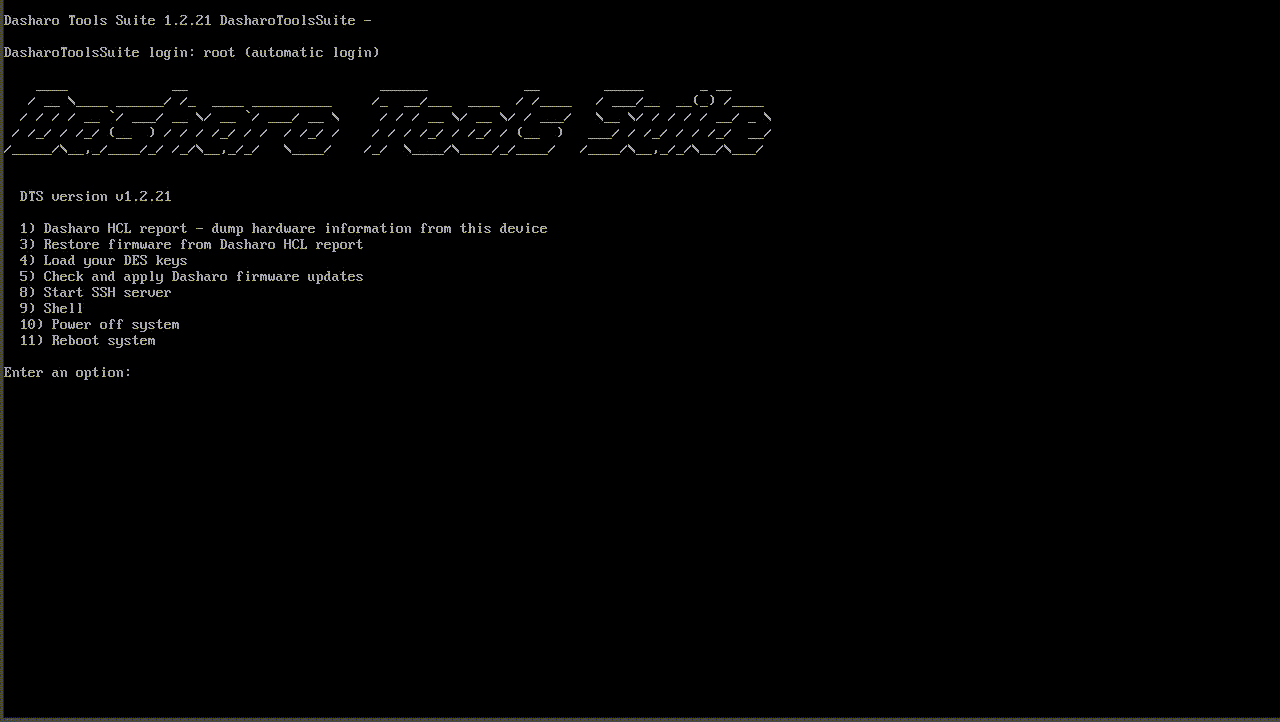 Dasharo Tools Suite 1.2.21 DasharoToolsSuite -
DasharoToolsSuite login: root (automatic login)
Dasharo Tools Suite
DTS version v1.2.21
1) Dasharo HCL report - dump hardware information from this device
3) Restore firmware from Dasharo HCL report
4) Load your DES keys
5) Check and apply Dasharo firmware updates
8) Start SSH server
9) Shell
10) Power off system
11) Reboot system
Enter an option: